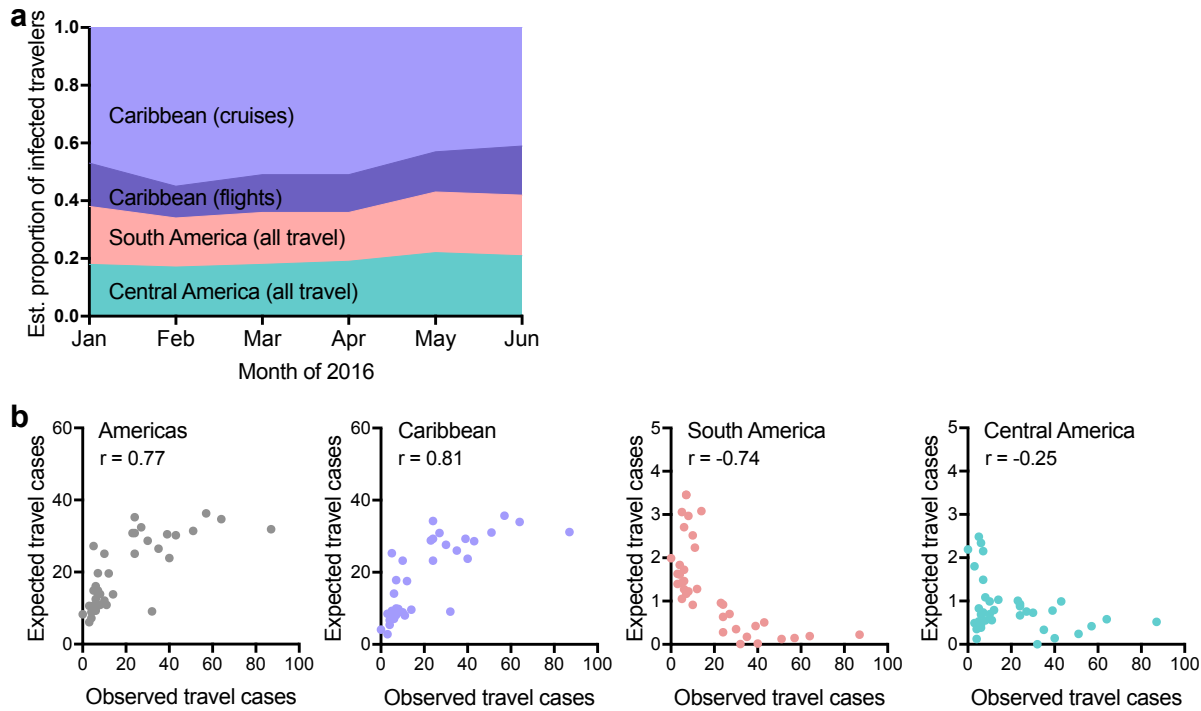 a
Est. proportion of infected travelers
1.0
0.8
0.6
0.4
0.2
0.0
Caribbean (cruises)
Caribbean (flights)
South America (all travel)
Central America (all travel)
Jan Feb Mar Apr May Jun
Month of 2016
b
Expected travel cases
60
40
20
0
Americas
r = 0.77
0 20 40 60 80 100
Observed travel cases
Expected travel cases
60
40
20
0
Caribbean
r = 0.81
0 20 40 60 80 100
Observed travel cases
Expected travel cases
5
4
3
2
1
0
South America
r = -0.74
0 20 40 60 80 100
Observed travel cases
Expected travel cases
5
4
3
2
1
0
Central America
r = -0.25
0 20 40 60 80 100
Observed travel cases